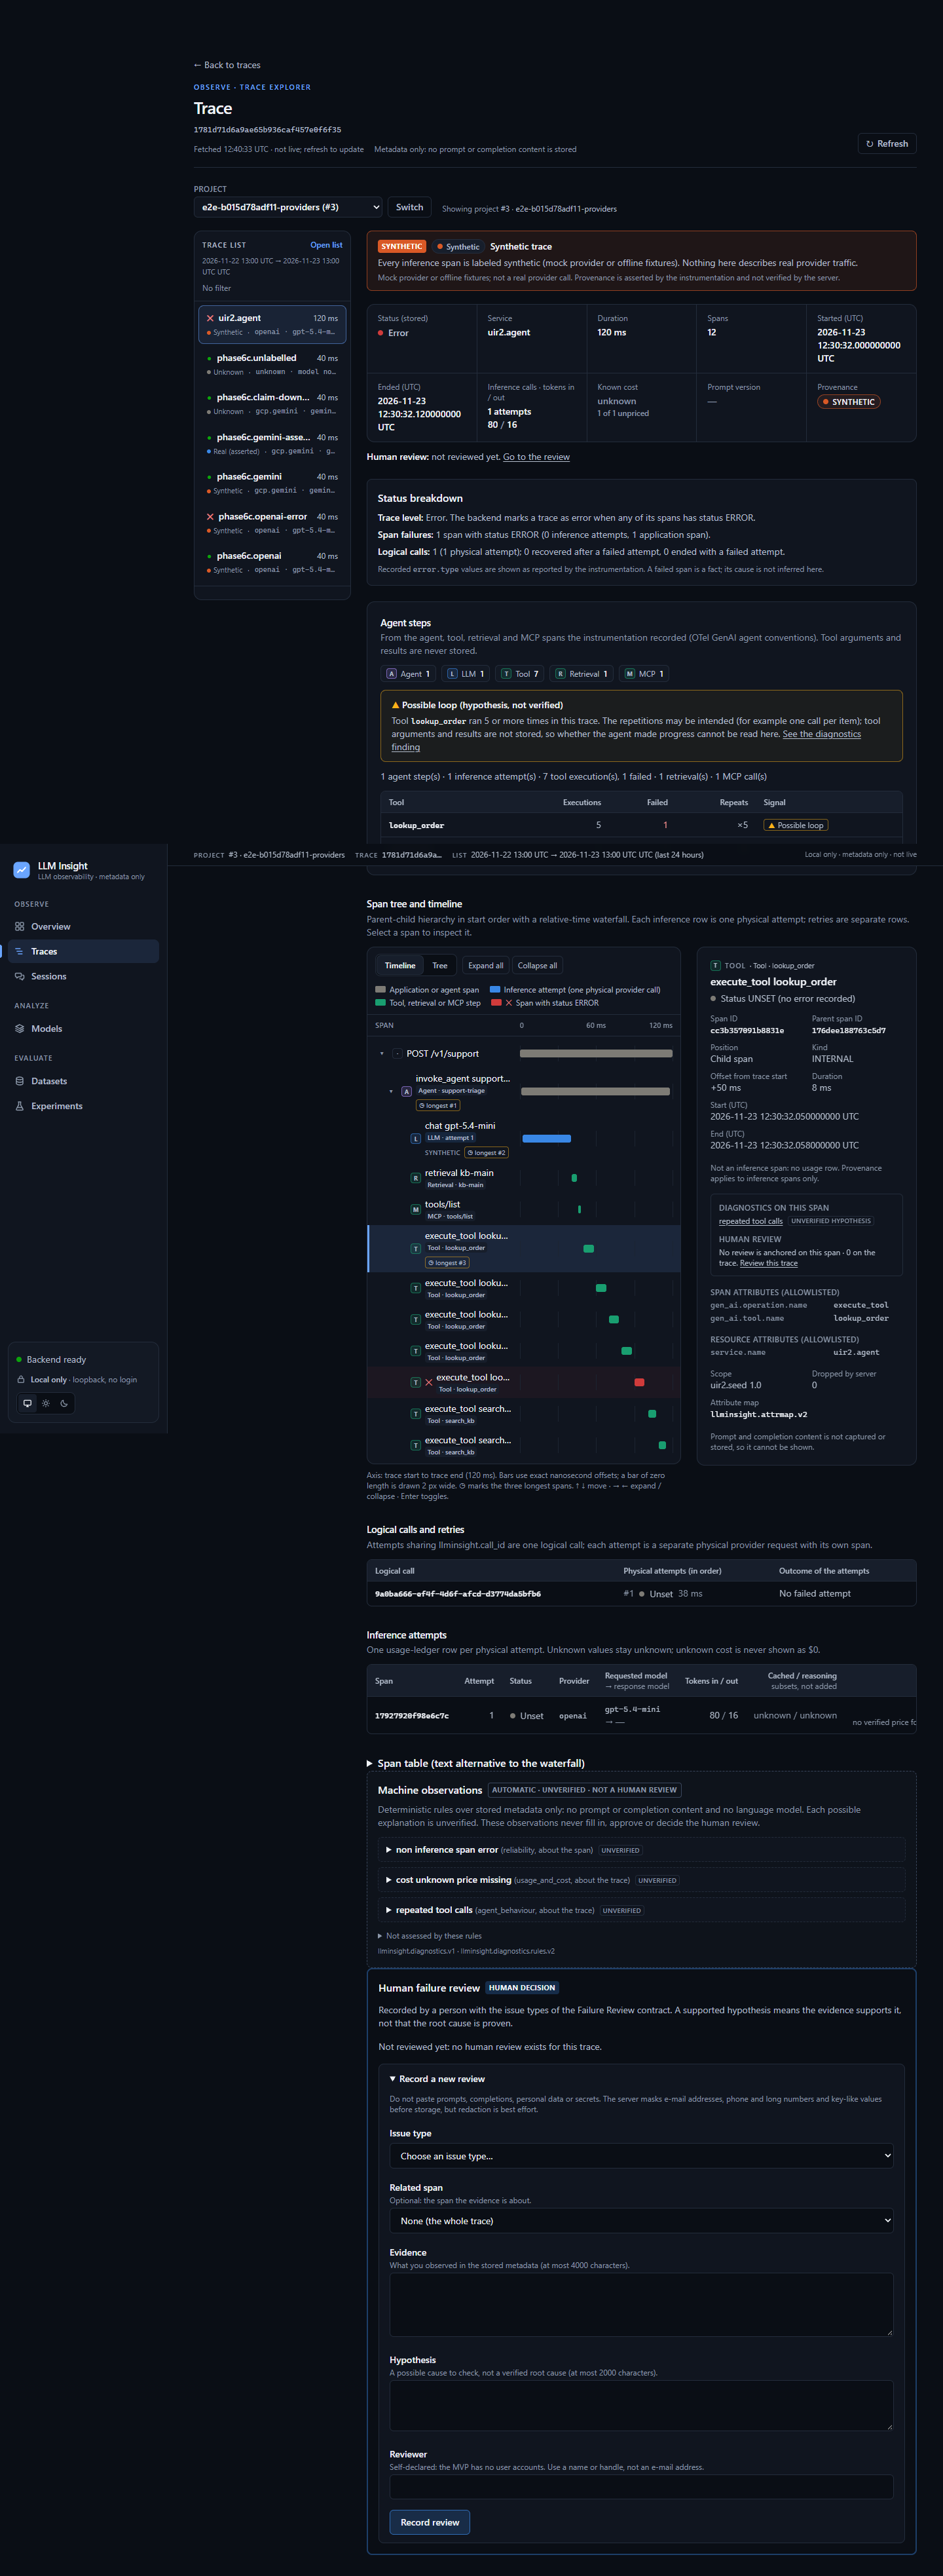 ← Back to traces
OBSERVE · TRACE EXPLORER
Trace
1781d71d6a9ae65b936caf457e0f6f35
Fetched 12:40:33 UTC · not live; refresh to update Metadata only: no prompt or completion content is stored
↻ Refresh
PROJECT
e2e-b015d78adf11-providers (#3)
Switch
Showing project #3 · e2e-b015d78adf11-providers
TRACE LIST
Open list
2026-11-22 13:00 UTC → 2026-11-23 13:00
UTC UTC
No filter
uir2.agent 120 ms
Synthetic · openai · gpt-5.4-m…
phase6c.unlabelled 40 ms
Unknown · unknown · model no…
phase6c.claim-down… 40 ms
Unknown · gcp.gemini · gemin…
phase6c.gemini-asse… 40 ms
Real (asserted) · gcp.gemini · g…
phase6c.gemini 40 ms
Synthetic · gcp.gemini · gemin…
phase6c.openai-error 40 ms
Synthetic · openai · gpt-5.4-m…
phase6c.openai 40 ms
Synthetic · openai · gpt-5.4-m…
SYNTHETIC Synthetic Synthetic trace
Every inference span is labeled synthetic (mock provider or offline fixtures). Nothing here describes real provider traffic.
Mock provider or offline fixtures; not a real provider call. Provenance is asserted by the instrumentation and not verified by the server.
Status (stored)
Error
Service
uir2.agent
Duration
120 ms
Spans
12
Started (UTC)
2026-11-23
12:30:32.000000000
UTC
Ended (UTC)
2026-11-23
12:30:32.120000000
UTC
Inference calls · tokens in
/ out
1 attempts
80 / 16
Known cost
unknown
1 of 1 unpriced
Prompt version
—
Provenance
SYNTHETIC
Human review: not reviewed yet. Go to the review
Status breakdown
Trace level: Error. The backend marks a trace as error when any of its spans has status ERROR.
Span failures: 1 span with status ERROR (0 inference attempts, 1 application span).
Logical calls: 1 (1 physical attempt); 0 recovered after a failed attempt, 0 ended with a failed attempt.
Recorded error.type values are shown as reported by the instrumentation. A failed span is a fact; its cause is not inferred here.
Agent steps
From the agent, tool, retrieval and MCP spans the instrumentation recorded (OTel GenAI agent conventions). Tool arguments and
results are never stored.
A Agent 1 L LLM 1 T Tool 7 R Retrieval 1 M MCP 1
Possible loop (hypothesis, not verified)
Tool lookup_order ran 5 or more times in this trace. The repetitions may be intended (for example one call per item); tool
arguments and results are not stored, so whether the agent made progress cannot be read here. See the diagnostics
finding
1 agent step(s) · 1 inference attempt(s) · 7 tool execution(s), 1 failed · 1 retrieval(s) · 1 MCP call(s)
Tool Executions Failed Repeats Signal
lookup_order 5 1 ×5 Possible loop
LLM Insight
LLM observability · metadata only
PROJECT #3 · e2e-b015d78adf11-providers TRACE 1781d71d6a9a… LIST 2026-11-22 13:00 UTC → 2026-11-23 13:00 UTC UTC (last 24 hours)
Local only · metadata only · not live
OBSERVE
Overview
Traces
Sessions
ANALYZE
Models
EVALUATE
Datasets
Experiments
Backend ready
Local only · loopback, no login
Span tree and timeline
Parent-child hierarchy in start order with a relative-time waterfall. Each inference row is one physical attempt; retries are separate rows.
Select a span to inspect it.
Timeline Tree Expand all Collapse all
Application or agent span Inference attempt (one physical provider call)
Tool, retrieval or MCP step Span with status ERROR
SPAN 0 60 ms 120 ms
POST /v1/support
A invoke_agent support…
Agent · support-triage
longest #1
L chat gpt-5.4-mini
LLM · attempt 1
SYNTHETIC longest #2
R retrieval kb-main
Retrieval · kb-main
M tools/list
MCP · tools/list
T execute_tool looku…
Tool · lookup_order
longest #3
T execute_tool looku…
Tool · lookup_order
T execute_tool looku…
Tool · lookup_order
T execute_tool looku…
Tool · lookup_order
T execute_tool loo…
Tool · lookup_order
T execute_tool search…
Tool · search_kb
T execute_tool search…
Tool · search_kb
Axis: trace start to trace end (120 ms). Bars use exact nanosecond offsets; a bar of zero
length is drawn 2 px wide. marks the three longest spans. ↑ ↓ move · → ← expand /
collapse · Enter toggles.
T TOOL · Tool · lookup_order
execute_tool lookup_order
Status UNSET (no error recorded)
Span ID
cc3b357091b8831e
Parent span ID
176dee188763c5d7
Position
Child span
Kind
INTERNAL
Offset from trace start
+50 ms
Duration
8 ms
Start (UTC)
2026-11-23 12:30:32.050000000 UTC
End (UTC)
2026-11-23 12:30:32.058000000 UTC
Not an inference span: no usage row. Provenance
applies to inference spans only.
DIAGNOSTICS ON THIS SPAN
repeated tool calls UNVERIFIED HYPOTHESIS
HUMAN REVIEW
No review is anchored on this span · 0 on the
trace. Review this trace
SPAN ATTRIBUTES (ALLOWLISTED)
gen_ai.operation.name execute_tool
gen_ai.tool.name lookup_order
RESOURCE ATTRIBUTES (ALLOWLISTED)
service.name uir2.agent
Scope
uir2.seed 1.0
Dropped by server
0
Attribute map
llminsight.attrmap.v2
Prompt and completion content is not captured or
stored, so it cannot be shown.
Logical calls and retries
Attempts sharing llminsight.call_id are one logical call; each attempt is a separate physical provider request with its own span.
Logical call Physical attempts (in order) Outcome of the attempts
9a0ba666-ef4f-4d6f-afcd-d3774da5bfb6 #1 Unset 38 ms No failed attempt
Inference attempts
One usage-ledger row per physical attempt. Unknown values stay unknown; unknown cost is never shown as $0.
Span Attempt Status Provider Requested model → response model Tokens in / out Cached / reasoning subsets, not added
17927920f98e6c7c 1 Unset openai gpt-5.4-mini → — 80 / 16 unknown / unknown no verified price fo
Span table (text alternative to the waterfall)
Machine observations AUTOMATIC · UNVERIFIED · NOT A HUMAN REVIEW
Deterministic rules over stored metadata only: no prompt or completion content and no language model. Each possible
explanation is unverified. These observations never fill in, approve or decide the human review.
non inference span error (reliability, about the span) UNVERIFIED
cost unknown price missing (usage_and_cost, about the trace) UNVERIFIED
repeated tool calls (agent_behaviour, about the trace) UNVERIFIED
Not assessed by these rules
llminsight.diagnostics.v1 · llminsight.diagnostics.rules.v2
Human failure review HUMAN DECISION
Recorded by a person with the issue types of the Failure Review contract. A supported hypothesis means the evidence supports it,
not that the root cause is proven.
Not reviewed yet: no human review exists for this trace.
Record a new review
Do not paste prompts, completions, personal data or secrets. The server masks e-mail addresses, phone and long numbers and key-like values
before storage, but redaction is best effort.
Issue type
Choose an issue type…
Related span
Optional: the span the evidence is about.
None (the whole trace)
Evidence
What you observed in the stored metadata (at most 4000 characters).
Hypothesis
A possible cause to check, not a verified root cause (at most 2000 characters).
Reviewer
Self-declared: the MVP has no user accounts. Use a name or handle, not an e-mail address.
Record review